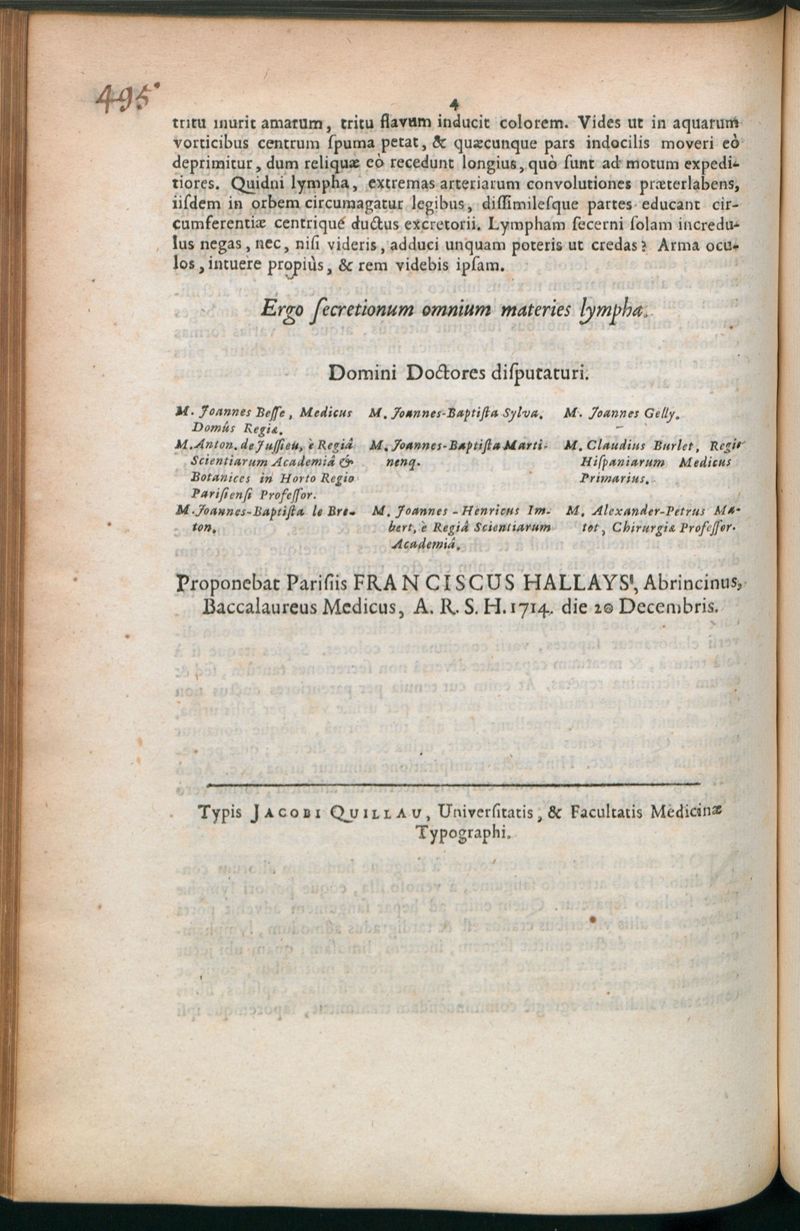 495
4
tritu inurit amatum, tritu flavum inducit colorem. Vides ut in aquarum
vorticibus centrum ſpuma petat, & quæcunque pars indocilis moveri eò
deprimitur, dum reliquæ eò recedunt longius, quò ſunt ad motum expedi-
tiores. Quidni lympha, extremas arteriarum convolutiones præterlabens,
iiſdem in orbem circumagatur legibus, diſſimileſque partes educant cir-
cumferentiæ centrique ductus excretorii. Lympham ſecerni ſolam incredu-
lus negas, nec, niſi videris, adduci unquam poteris ut credas? Arma ocu-
los, intuere propiùs, & rem videbis ipſam.
Ergo ſecretionum omnium materies lympha.
Domini Doctores diſputaturi.
M. Joannes Beſſe, Medicus
Domûs Regiæ.
M. Anton. de Juſſieu, è Regiâ
Scientiarum Academiâ &
Botanices in Horto Regio
Pariſienſi Profeſſor.
M. Joannes-Baptiſta le Bre-
ton.
M. Joannes-Baptiſta Sylva.
M. Joannes-Baptiſta Marti-
nenq.
M. Joannes-Henricus Im-
bert, è Regiâ Scientiarum
Academiâ.
M. Joannes Gelly.
M. Claudius Burlet, Regis
Hiſpaniarum Medicus
Primarius.
M. Alexander-Petrus Ma-
tot, Chirurgiæ Profeſſor.
Proponebat Pariſiis FRANCISCUS HALLAYS, Abrincinus,
Baccalaureus Medicus, A. R. S. H. 1714. die 20 Decembris.
Typis JACOBI QUILLAU, Univerſitatis, & Facultatis Medicinæ
Typographi.